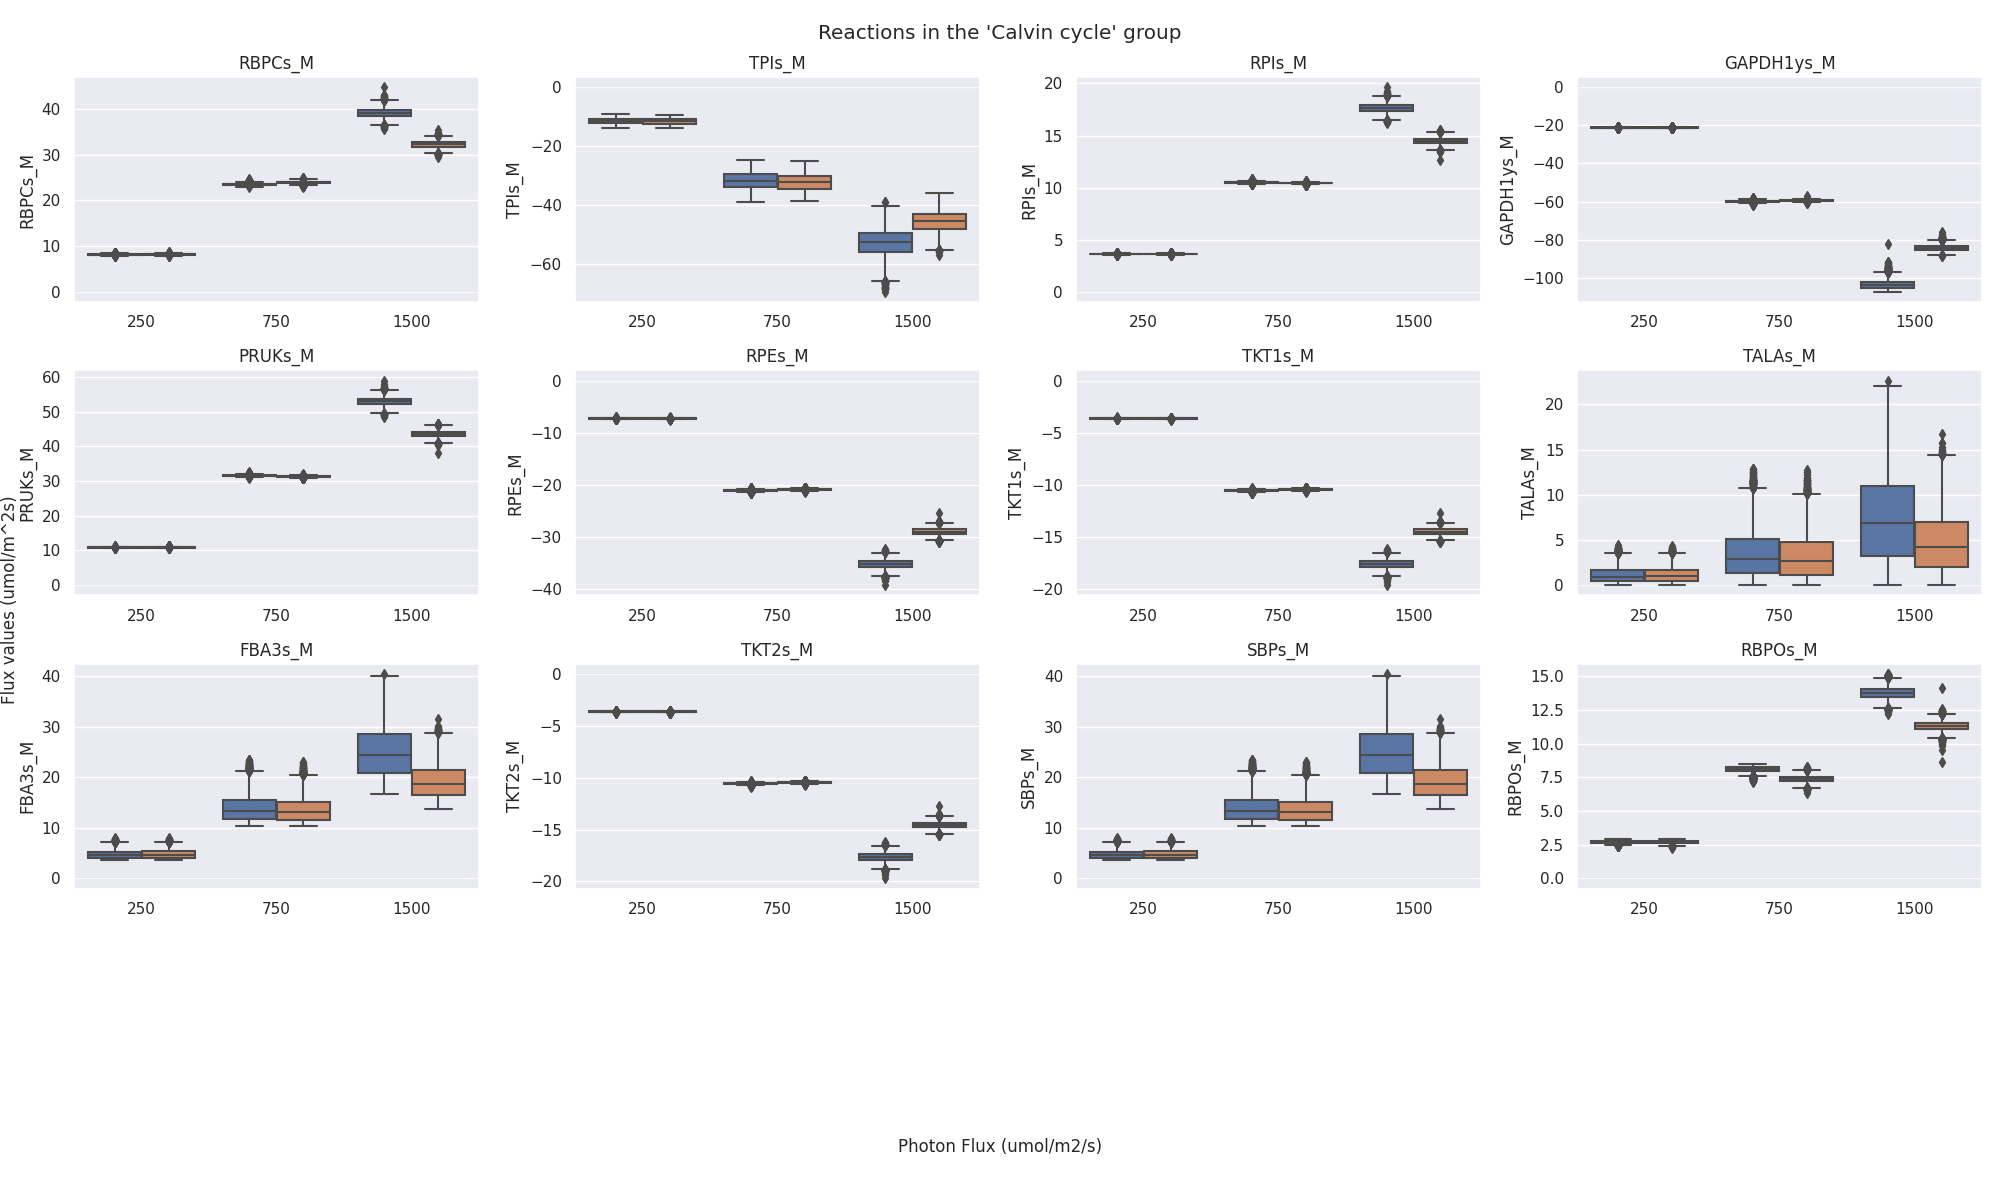 Reactions in the 'Calvin cycle' group
RBPCs_M
TPIs_M
RPIs_M
GAPDH1ys_M
RBPCs_M
40
30
20
10
0
250 750 1500
TPIs_M
0
−20
−40
−60
250 750 1500
RPIs_M
20
15
10
5
0
250 750 1500
GAPDH1ys_M
0
−20
−40
−60
−80
−100
250 750 1500
PRUKs_M
RPEs_M
TKT1s_M
TALAs_M
PRUKs_M
60
50
40
30
20
10
0
250 750 1500
RPEs_M
0
−10
−20
−30
−40
250 750 1500
TKT1s_M
0
−5
−10
−15
−20
250 750 1500
TALAs_M
20
15
10
5
0
250 750 1500
Flux values (umol/m^2s)
FBA3s_M
TKT2s_M
SBPs_M
RBPOs_M
FBA3s_M
40
30
20
10
0
250 750 1500
TKT2s_M
0
−5
−10
−15
−20
250 750 1500
SBPs_M
40
30
20
10
0
250 750 1500
RBPOs_M
15.0
12.5
10.0
7.5
5.0
2.5
0.0
250 750 1500
Photon Flux (umol/m2/s)